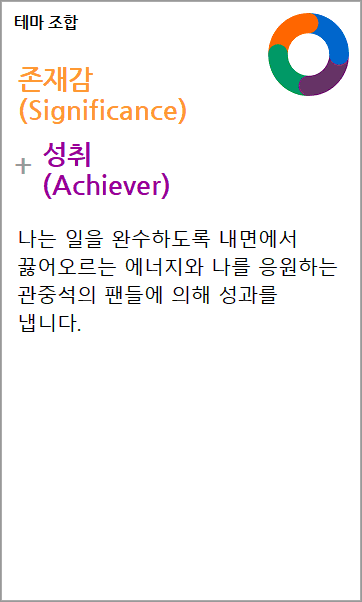 테마 조합
존재감
(Significance)
+ 성취
(Achiever)
나는 일을 완수하도록 내면에서
끓어오르는 에너지와 나를 응원하는
관중석의 팬들에 의해 성과를
냅니다.